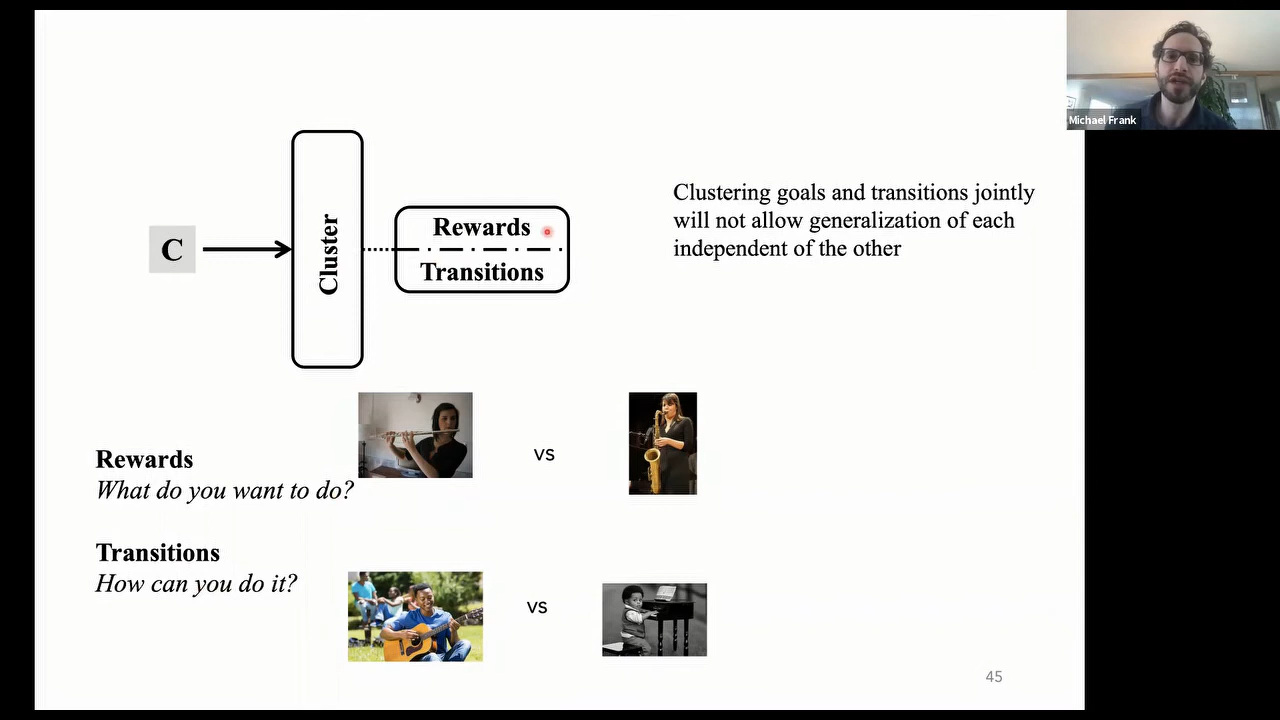 Michael Frank
Clustering goals and transitions jointly
will not allow generalization of each
independent of the other
C
Cluster
Rewards
Transitions
Rewards
What do you want to do?
vs
Transitions
How can you do it?
vs
45